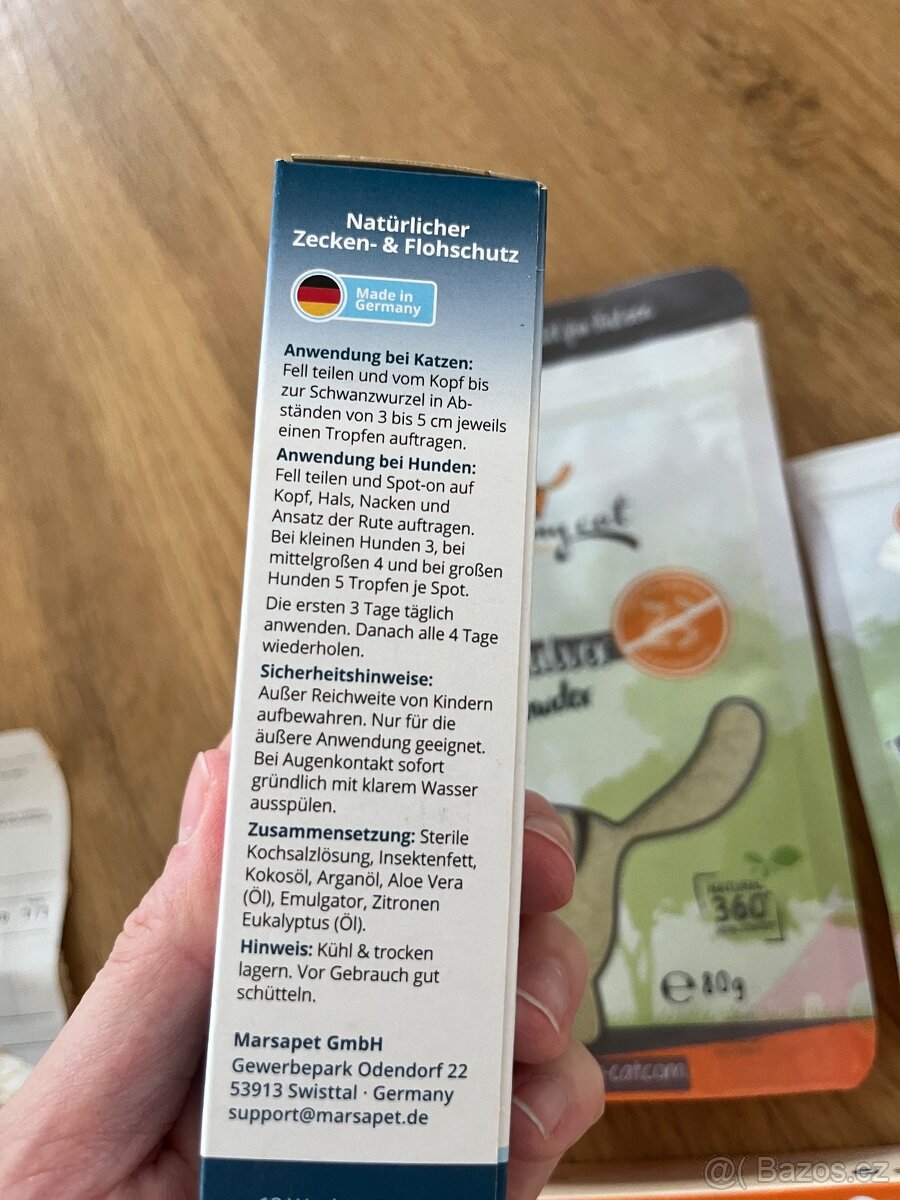 Natürlicher
Zecken- & Flohschutz
Made in
Germany
Anwendung bei Katzen:
Fell teilen und vom Kopf bis
zur Schwanzwurzel in Ab-
ständen von 3 bis 5 cm jeweils
einen Tropfen auftragen.
Anwendung bei Hunden:
Fell teilen und Spot-on auf
Kopf, Hals, Nacken und
Ansatz der Rute auftragen.
Bei kleinen Hunden 3, bei
mittelgroßen 4 und bei großen
Hunden 5 Tropfen je Spot.
Die ersten 3 Tage täglich
anwenden. Danach alle 4 Tage
wiederholen.
Sicherheitshinweise:
Außer Reichweite von Kindern
aufbewahren. Nur für die
äußere Anwendung geeignet.
Bei Augenkontakt sofort
gründlich mit klarem Wasser
ausspülen.
Zusammensetzung: Sterile
Kochsalzlösung, Insektenfett,
Kokosöl, Arganöl, Aloe Vera
(Öl), Emulgator, Zitronen
Eukalyptus (Öl).
Hinweis: Kühl & trocken
lagern. Vor Gebrauch gut
schütteln.
Marsapet GmbH
Gewerbepark Odendorf 22
53913 Swisttal · Germany
support@marsapet.de
my cat
NATURAL
360°
e 80g
-cat.com
@( Bazos.cz